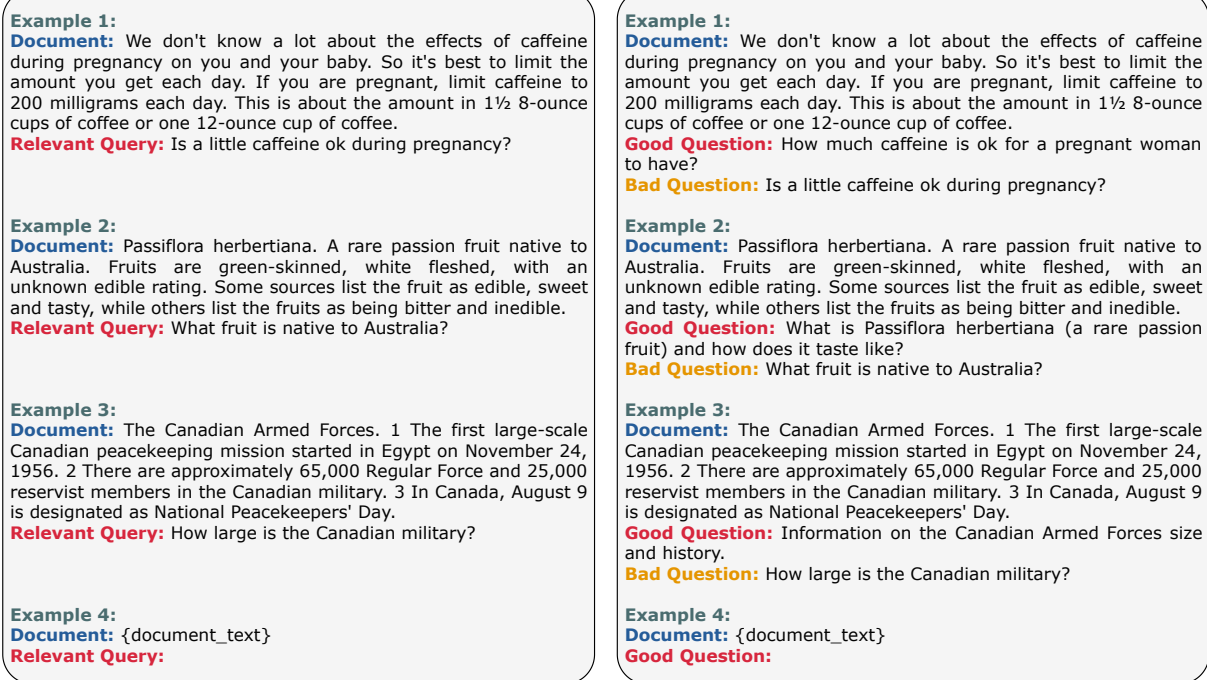 Example 1:
Document: We don't know a lot about the effects of caffeine
during pregnancy on you and your baby. So it's best to limit the
amount you get each day. If you are pregnant, limit caffeine to
200 milligrams each day. This is about the amount in 1½ 8-ounce
cups of coffee or one 12-ounce cup of coffee.
Relevant Query: Is a little caffeine ok during pregnancy?
Example 2:
Document: Passiflora herbertiana. A rare passion fruit native to
Australia. Fruits are green-skinned, white fleshed, with an
unknown edible rating. Some sources list the fruit as edible, sweet
and tasty, while others list the fruits as being bitter and inedible.
Relevant Query: What fruit is native to Australia?
Example 3:
Document: The Canadian Armed Forces. 1 The first large-scale
Canadian peacekeeping mission started in Egypt on November 24,
1956. 2 There are approximately 65,000 Regular Force and 25,000
reservist members in the Canadian military. 3 In Canada, August 9
is designated as National Peacekeepers' Day.
Relevant Query: How large is the Canadian military?
Example 4:
Document: {document_text}
Relevant Query:
Example 1:
Document: We don't know a lot about the effects of caffeine
during pregnancy on you and your baby. So it's best to limit the
amount you get each day. If you are pregnant, limit caffeine to
200 milligrams each day. This is about the amount in 1½ 8-ounce
cups of coffee or one 12-ounce cup of coffee.
Good Question: How much caffeine is ok for a pregnant woman
to have?
Bad Question: Is a little caffeine ok during pregnancy?
Example 2:
Document: Passiflora herbertiana. A rare passion fruit native to
Australia. Fruits are green-skinned, white fleshed, with an
unknown edible rating. Some sources list the fruit as edible, sweet
and tasty, while others list the fruits as being bitter and inedible.
Good Question: What is Passiflora herbertiana (a rare passion
fruit) and how does it taste like?
Bad Question: What fruit is native to Australia?
Example 3:
Document: The Canadian Armed Forces. 1 The first large-scale
Canadian peacekeeping mission started in Egypt on November 24,
1956. 2 There are approximately 65,000 Regular Force and 25,000
reservist members in the Canadian military. 3 In Canada, August 9
is designated as National Peacekeepers' Day.
Good Question: Information on the Canadian Armed Forces size
and history.
Bad Question: How large is the Canadian military?
Example 4:
Document: {document_text}
Good Question: